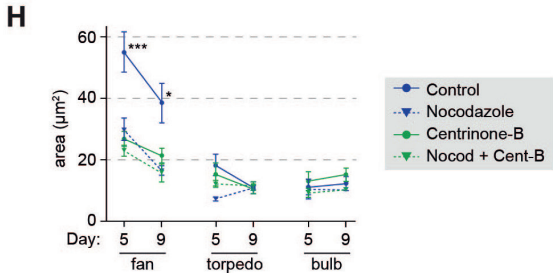 H
area (μm²)
60
40
20
0
***
*
Control
Nocodazole
Centrinone-B
Nocod + Cent-B
Day: 5 9 5 9 5 9
fan torpedo bulb